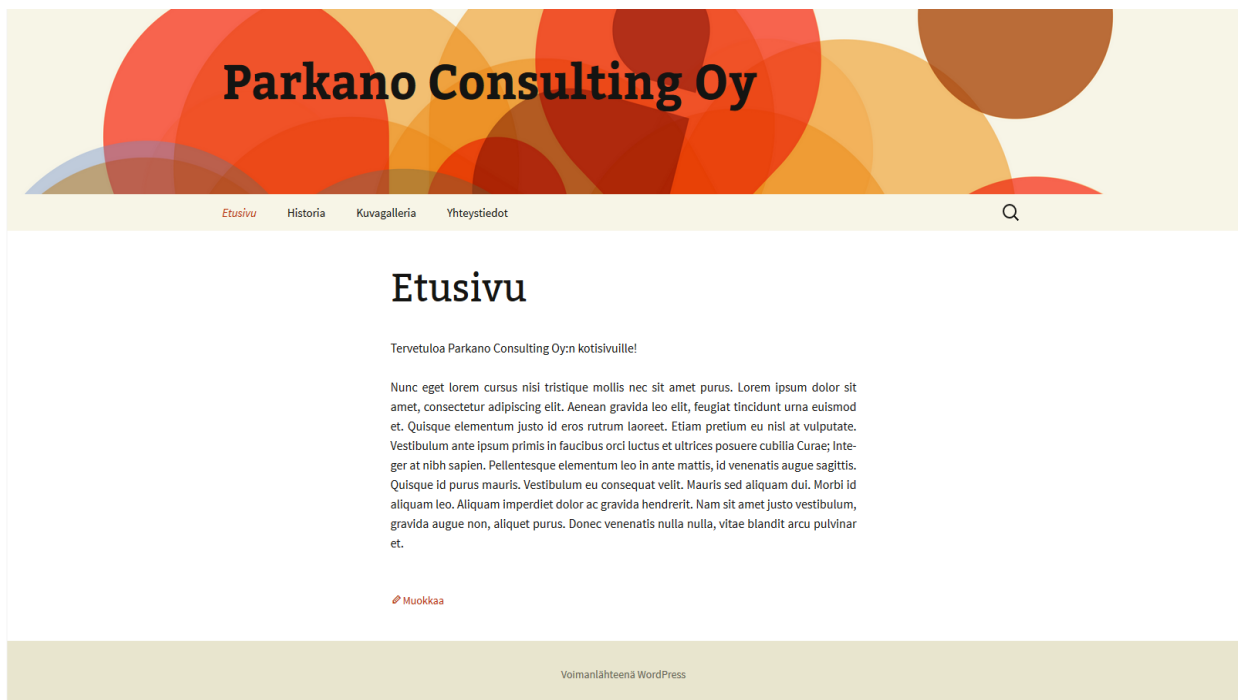 Parkano Consulting Oy
Etusivu Historia Kuvagalleria Yhteystiedot
Etusivu
Tervetuloa Parkano Consulting Oy:n kotisivuille!
Nunc eget lorem cursus nisi tristique mollis nec sit amet purus. Lorem ipsum dolor sit
amet, consectetur adipiscing elit. Aenean gravida leo elit, feugiat tincidunt urna euismod
et. Quisque elementum justo id eros rutrum laoreet. Etiam pretium eu nisl at vulputate.
Vestibulum ante ipsum primis in faucibus orci luctus et ultrices posuere cubilia Curae; Inte-
ger at nibh sapien. Pellentesque elementum leo in ante mattis, id venenatis augue sagittis.
Quisque id purus mauris. Vestibulum eu consequat velit. Mauris sed aliquam dui. Morbi id
aliquam leo. Aliquam imperdiet dolor ac gravida hendrerit. Nam sit amet justo vestibulum,
gravida augue non, aliquet purus. Donec venenatis nulla nulla, vitae blandit arcu pulvinar
et.
Muokkaa
Voimanlähteenä WordPress